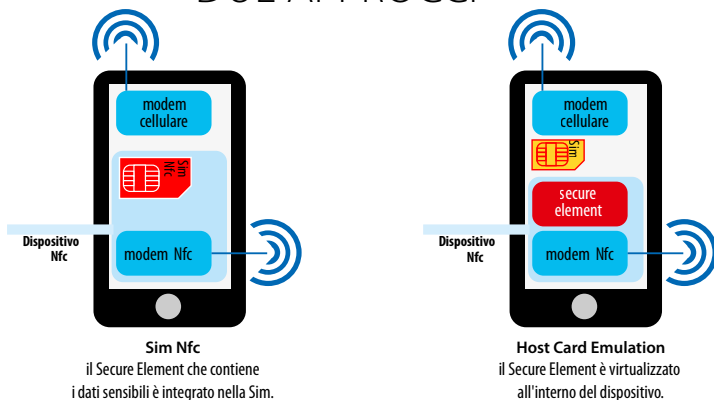 DUE APPROCCI
modem
cellulare
Sim
Nfc
Dispositivo
Nfc
modem Nfc
Sim Nfc
il Secure Element che contiene
i dati sensibili è integrato nella Sim.
modem
cellulare
Sim
secure
element
Dispositivo
Nfc
modem Nfc
Host Card Emulation
il Secure Element è virtualizzato
all'interno del dispositivo.